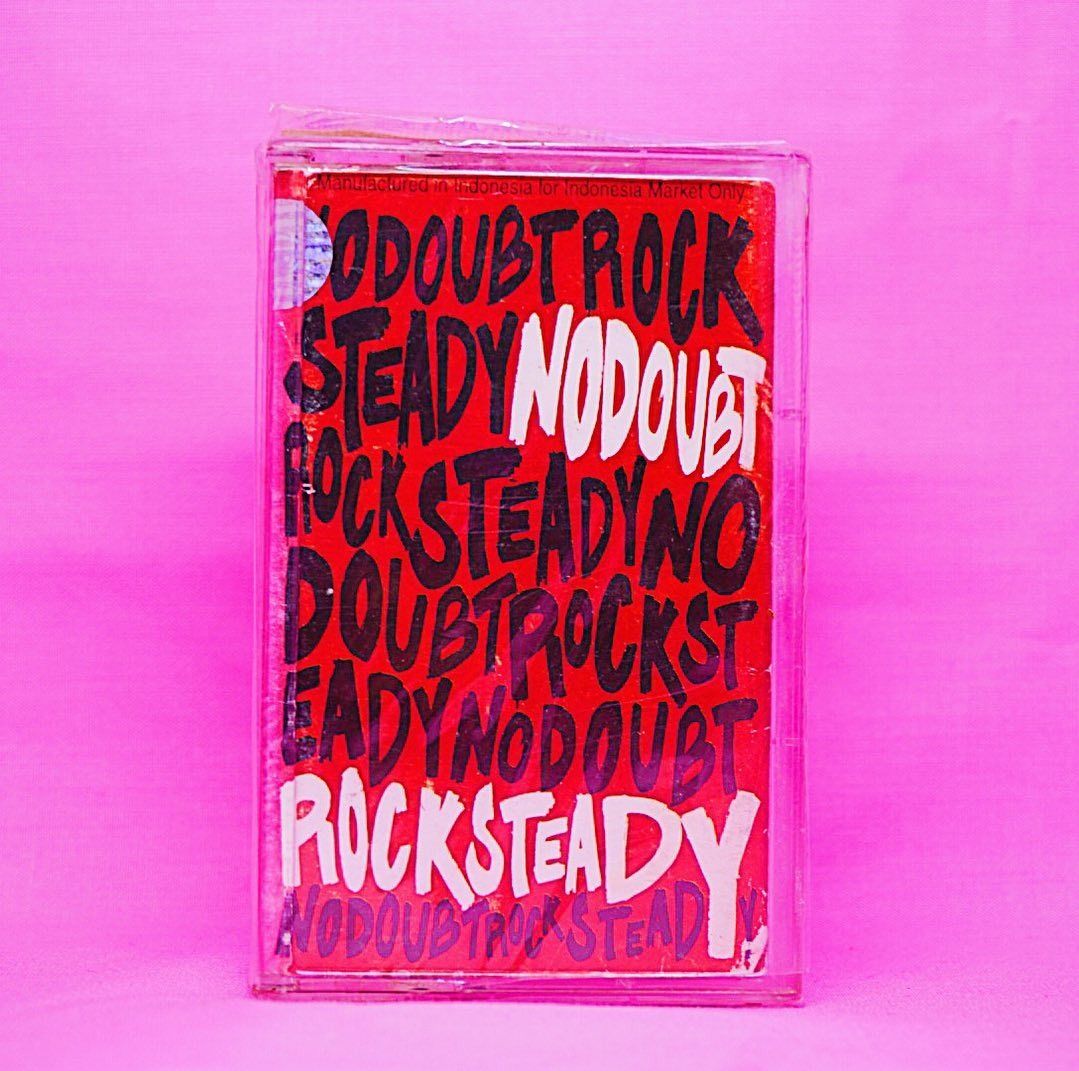 Manufactured in Indonesia for Indonesia Market Only
NODOUBTROCK
STEADYNODOUBT
ROCKSTEADYNO
DOUBTROCKST
EADYNODOUBT
ROCKSTEADY
NODOUBTROCKSTEADY